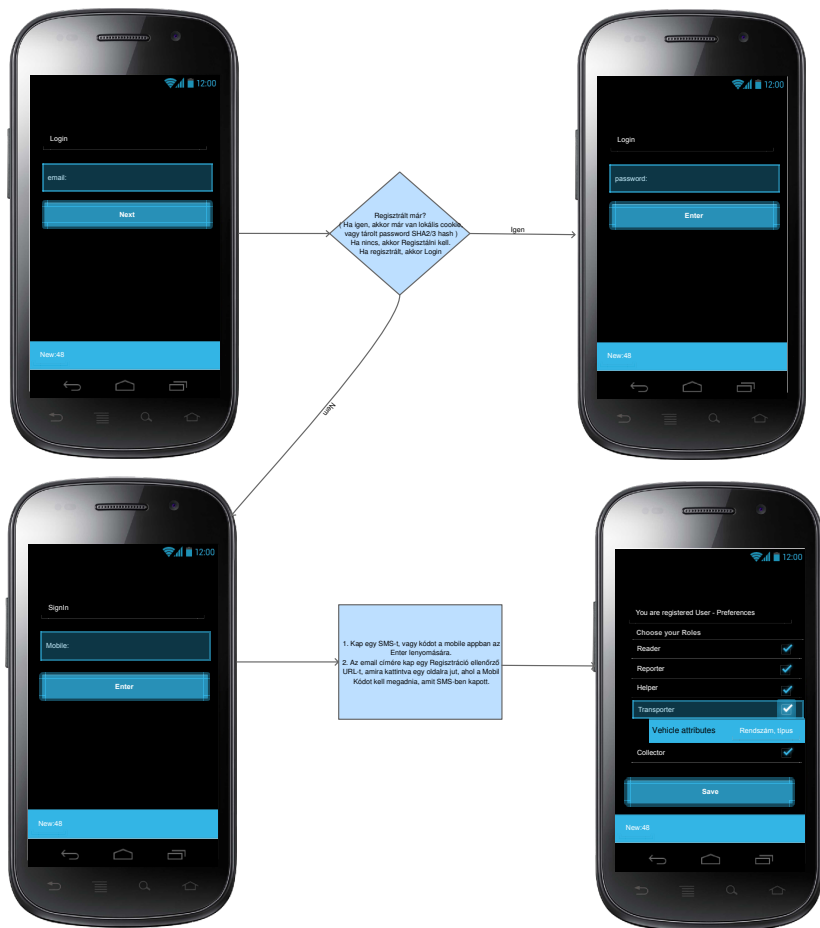 12:00
Login
email:
Next
New:48
Regisztrált már?
( Ha igen, akkor már van lokális cookie,
vagy tárolt password SHA2/3 hash )
Ha nincs, akkor Regisztálni kell.
Ha regisztrált, akkor Login
Igen
Nem
12:00
Login
password:
Enter
New:48
12:00
SignIn
Mobile:
Enter
New:48
1. Kap egy SMS-t, vagy kódot a mobile appban az
Enter lenyomására.
2. Az email címére kap egy Regisztráció ellenőrző
URL-t, amira kattintva egy oldalra jut, ahol a Mobil
Kódot kell megadnia, amit SMS-ben kapott.
12:00
You are registered User - Preferences
Choose your Roles
Reader
Reporter
Helper
Transporter
Vehicle attributes Rendszám, típus
Collector
Save
New:48